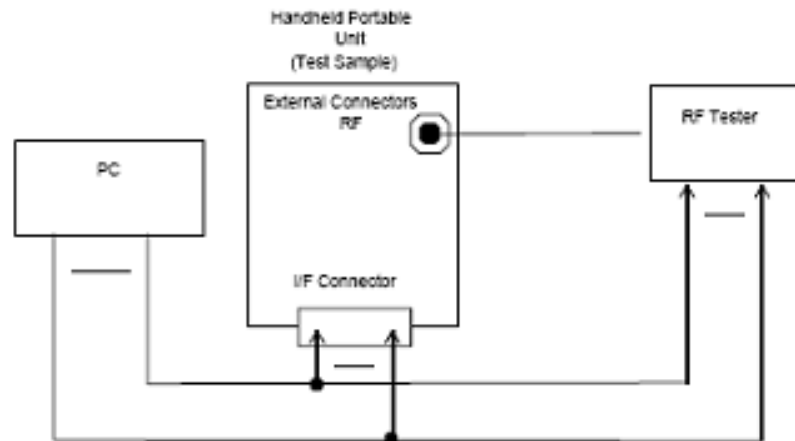 Handheld Portable
Unit
(Test Sample)
External Connectors
RF
RF Tester
PC
I/F Connector